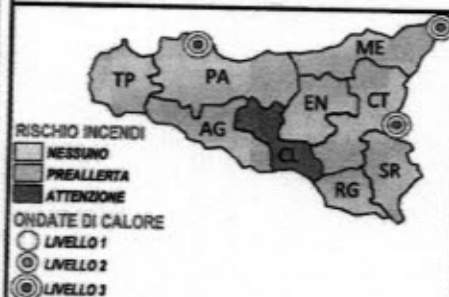 ME
TP
PA
EN
CT
AG
CL
SR
RG
RISCHIO INCENDI
NESSUNO
PREALLERTA
ATTENZIONE
ONDATE DI CALORE
LIVELLO 1
LIVELLO 2
LIVELLO 3